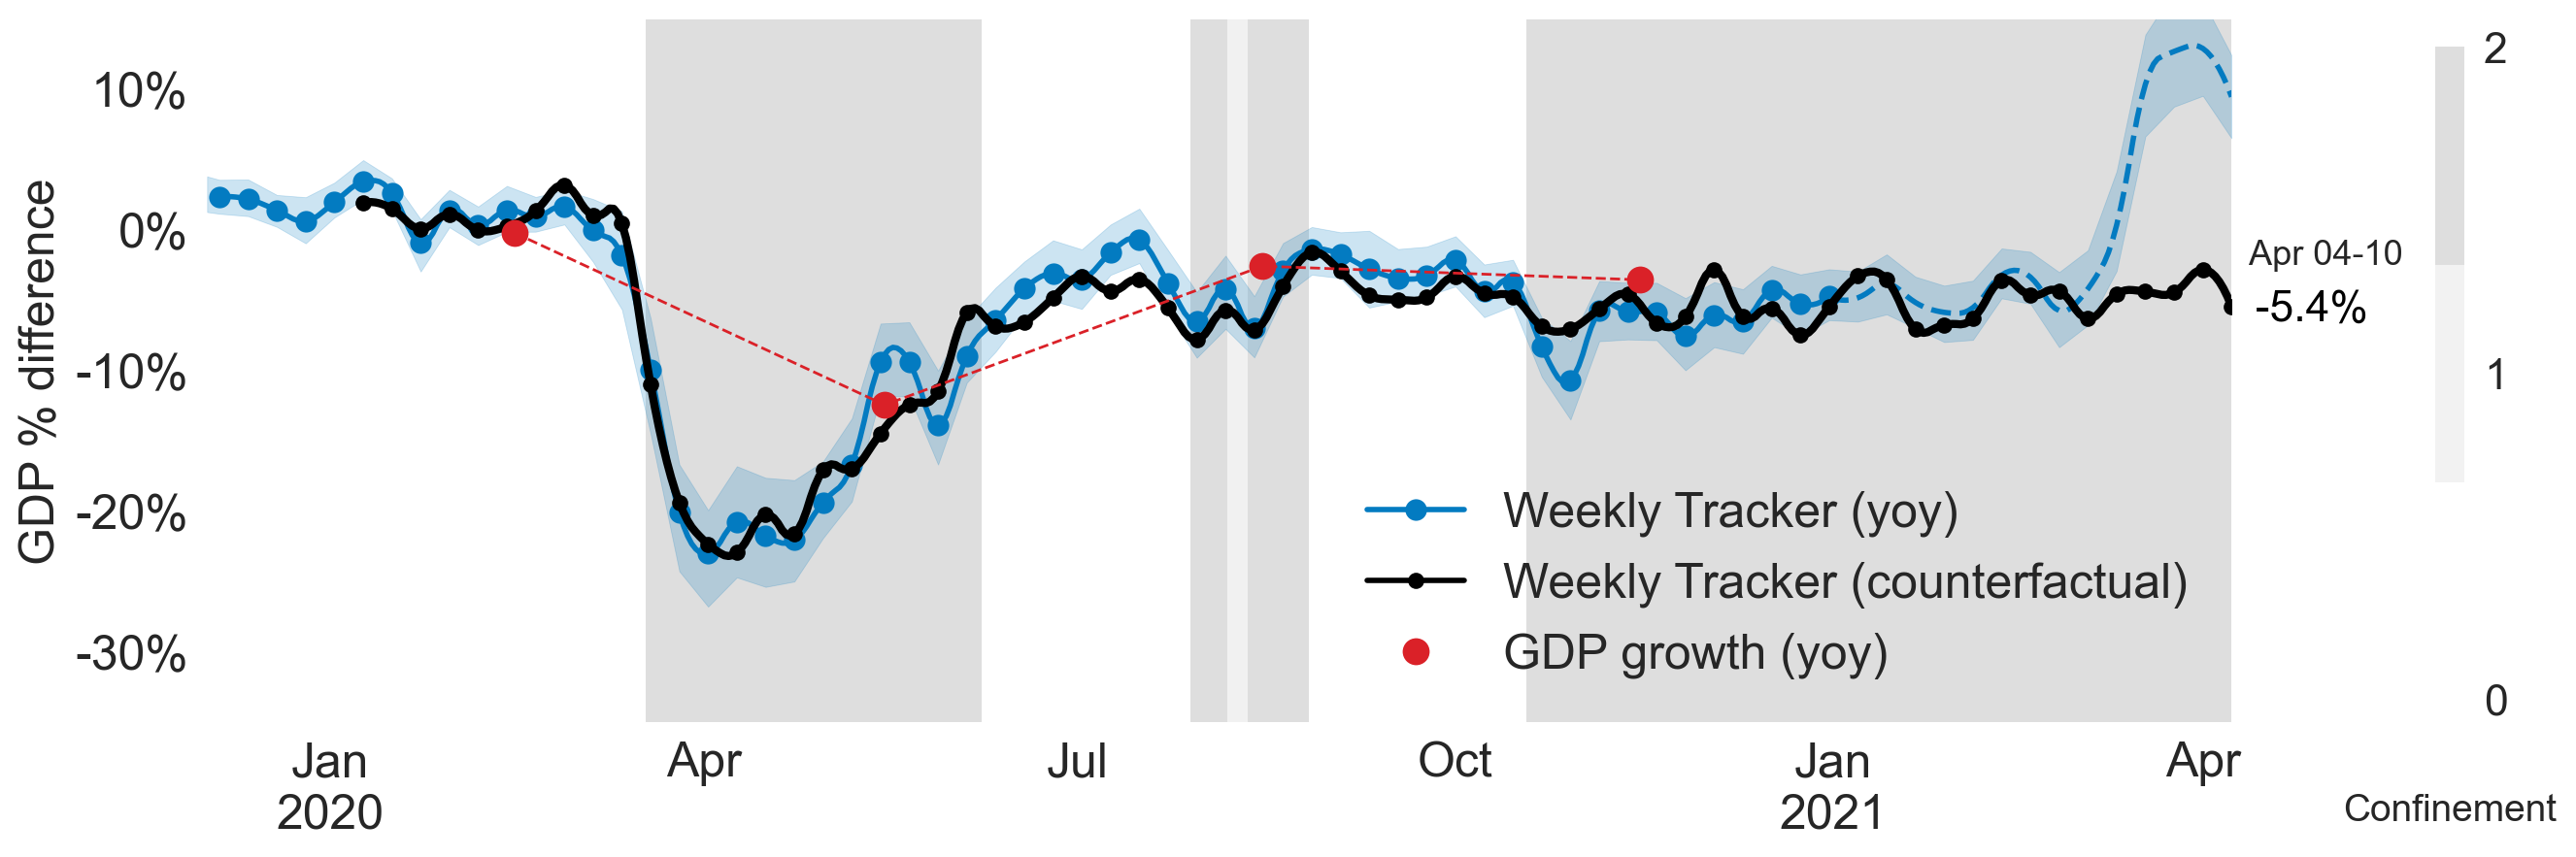 GDP % difference
10%
0%
-10%
-20%
-30%
Jan
2020
Apr
Jul
Oct
Jan
2021
Apr
Weekly Tracker (yoy)
Weekly Tracker (counterfactual)
GDP growth (yoy)
Apr 04-10
-5.4%
2
1
0
Confinement